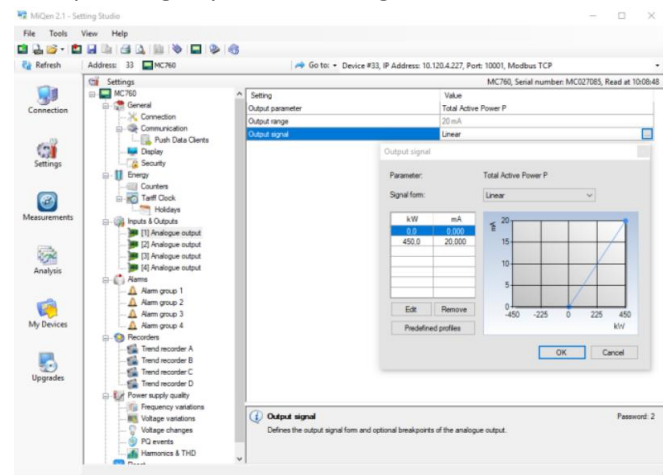 MiQen 2.1 - Setting Studio
File Tools View Help
Refresh Address: 33 MC760 Go to: Device #33, IP Address: 10.120.4.227, Port: 10001, Modbus TCP
Settings MC760, Serial number: MC027085, Read at 10:08:48
Connection
Settings
Measurements
Analysis
My Devices
Upgrades
MC760
General
Connection
Communication
Push Data Clients
Display
Security
Energy
Counters
Tariff Clock
Holidays
Inputs & Outputs
[1] Analogue output
[2] Analogue output
[3] Analogue output
[4] Analogue output
Alarms
Alarm group 1
Alarm group 2
Alarm group 3
Alarm group 4
Recorders
Trend recorder A
Trend recorder B
Trend recorder C
Trend recorder D
Power supply quality
Frequency variations
Voltage variations
Voltage changes
PQ events
Harmonics & THD
Setting Value
Output parameter Total Active Power P
Output range 20 mA
Output signal Linear
Output signal
Parameter: Total Active Power P
Signal form: Linear
kW mA
0.0 0.000
450.0 20.000
Edit Remove
Predefined profiles
mA
20
15
10
5
0
-450 -225 0 225 450
kW
OK Cancel
Output signal Password: 2
Defines the output signal form and optional breakpoints of the analogue output.